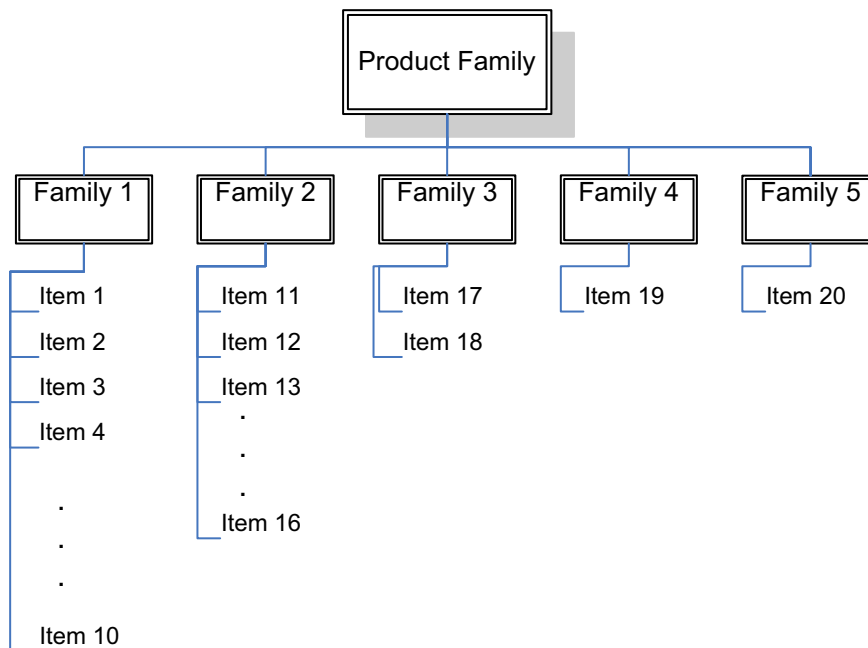 Product Family
Family 1
Family 2
Family 3
Family 4
Family 5
Item 1
Item 2
Item 3
Item 4
.
.
.
Item 10
Item 11
Item 12
Item 13
.
.
.
Item 16
Item 17
Item 18
Item 19
Item 20